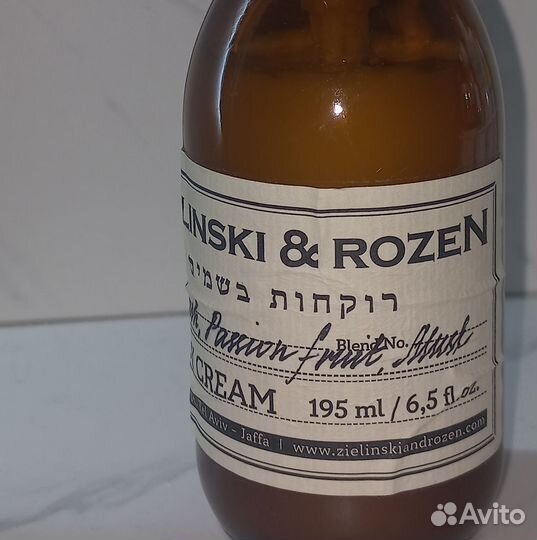 LINSKI & ROZEN
רוקחות בשמים
Passion fruit, Musk
Blend No.
CREAM 195 ml / 6,5 fl oz.
Tel Aviv - Jaffa | www.zielinskiandrozen.com
Avito